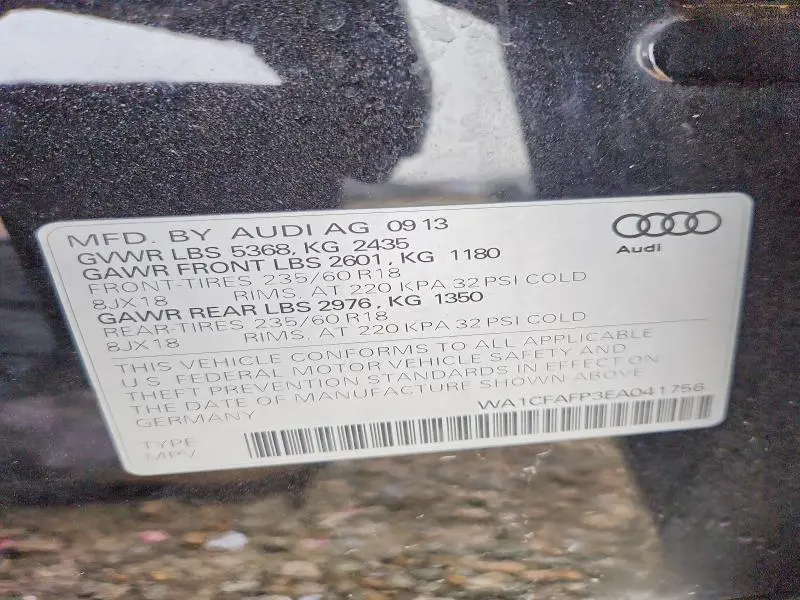 MFD. BY AUDI AG 09 13
GVWR LBS 5368, KG 2435
GAWR FRONT LBS 2601, KG 1180
FRONT-TIRES 235/60 R18
8JX18 RIMS, AT 220 KPA 32 PSI COLD
GAWR REAR LBS 2976, KG 1350
REAR-TIRES 235/60 R18
8JX18 RIMS, AT 220 KPA 32 PSI COLD
THIS VEHICLE CONFORMS TO ALL APPLICABLE
U S FEDERAL MOTOR VEHICLE SAFETY AND
THEFT PREVENTION STANDARDS IN EFFECT ON
THE DATE OF MANUFACTURE SHOWN ABOVE
GERMANY WA1CFAFP3EA041756
TYPE
MPV
Audi